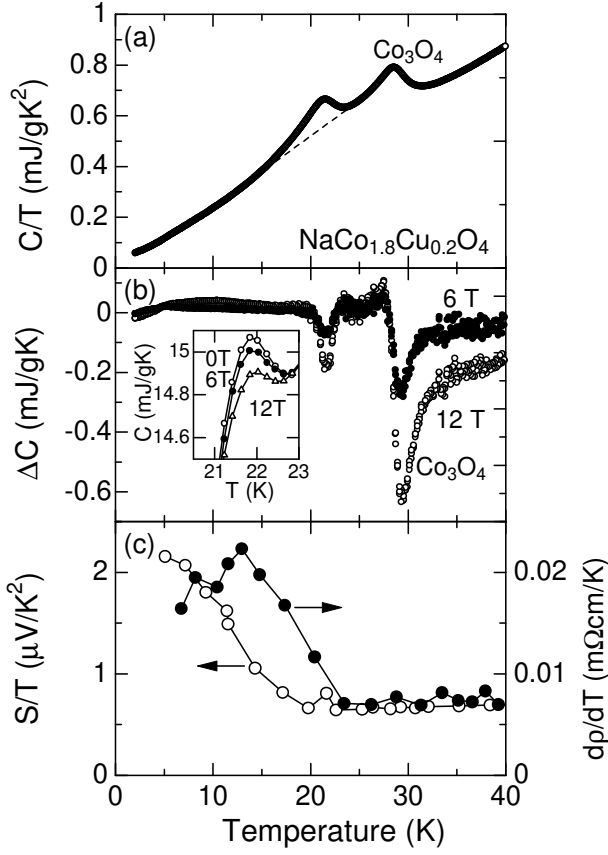 1
(a)
Co₃O₄
0.8
0.6
0.4
0.2
0
C/T (mJ/gK²)
NaCo₁.₈Cu₀.₂O₄
(b)
6 T
0
-0.2
-0.4
-0.6
ΔC (mJ/gK)
15
14.8
14.6
C (mJ/gK)
0T
6T
12T
21 22 23
T (K)
12 T
Co₃O₄
(c)
2
1
0
S/T (μV/K²)
0.02
0.01
0
dρ/dT (mΩcm/K)
0 10 20 30 40
Temperature (K)